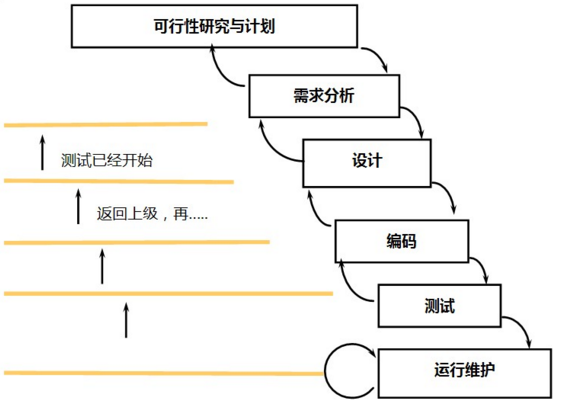 可行性研究与计划
需求分析
测试已经开始
设计
返回上级，再.....
编码
测试
运行维护